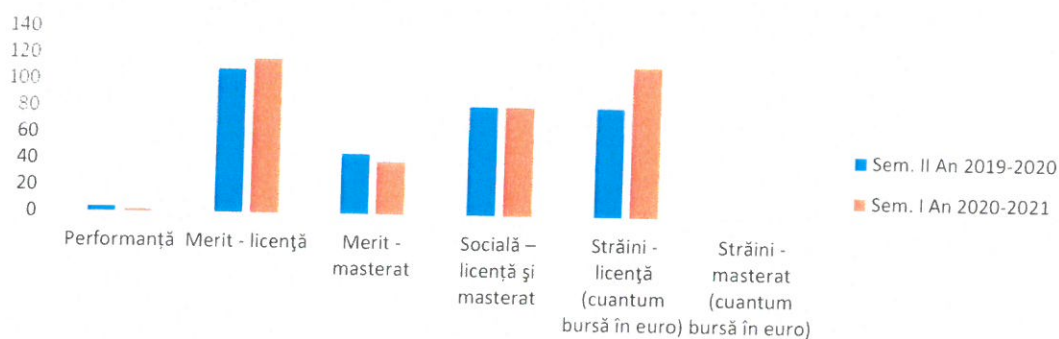 140
120
100
80
60
40
20
0
Performanță
Merit - licență
Merit -
masterat
Socială –
licență și
masterat
Străini -
licență
(cuantum
bursă în euro)
Străini -
masterat
(cuantum
bursă în euro)
Sem. II An 2019-2020
Sem. I An 2020-2021